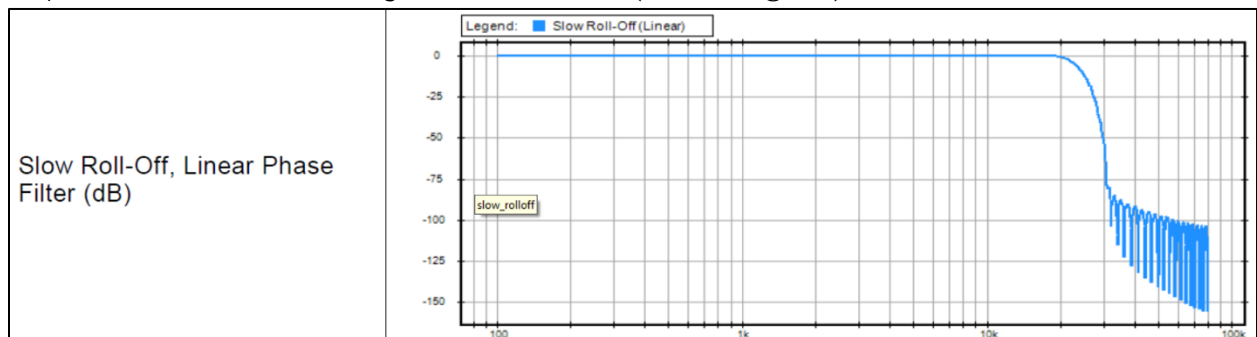 Legend: Slow Roll-Off (Linear)
0
-25
-50
Slow Roll-Off, Linear Phase
Filter (dB)
-75
slow_rolloff
-100
-125
-150
100 1k 10k 100k